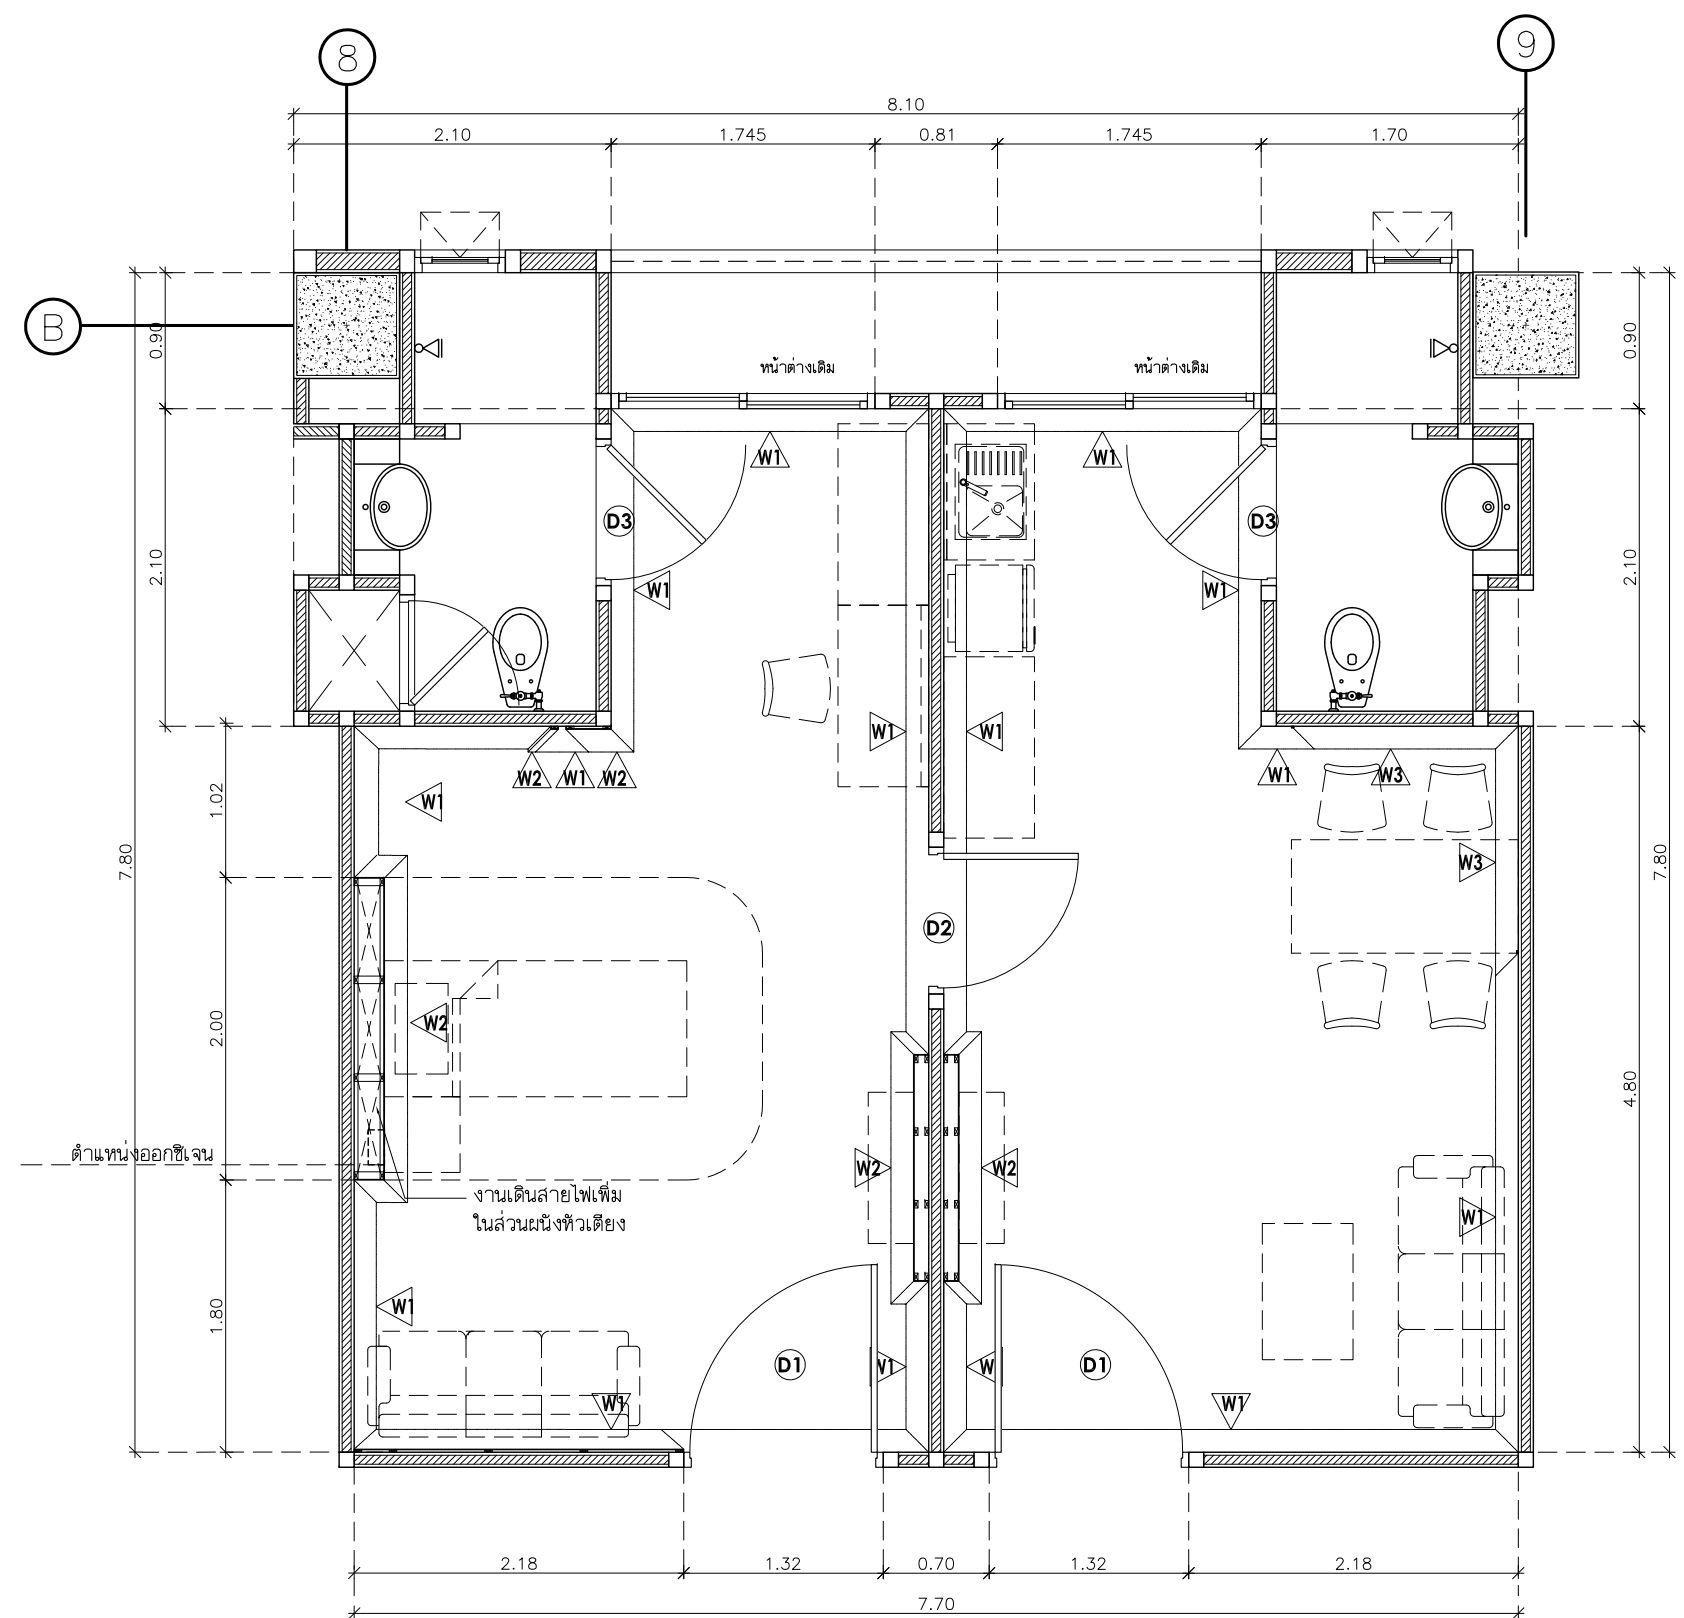 8
9
8.10
2.10
1.745
0.81
1.745
1.70
B
0.90
หน้าต่างเดิม
หน้าต่างเดิม
0.90
W1
W1
D3
D3
2.10
W1
W1
2.10
W1
W1
W2
W1
W2
W1
W3
1.02
W1
7.80
W3
7.80
D2
2.00
W2
4.80
ตำแหน่งออกซิเจน
W2
W2
งานเดินสายไฟเพิ่ม
ในส่วนผนังหัวเตียง
W1
1.80
W1
D1
W1
W
D1
W1
W1
2.18
1.32
0.70
1.32
2.18
7.70